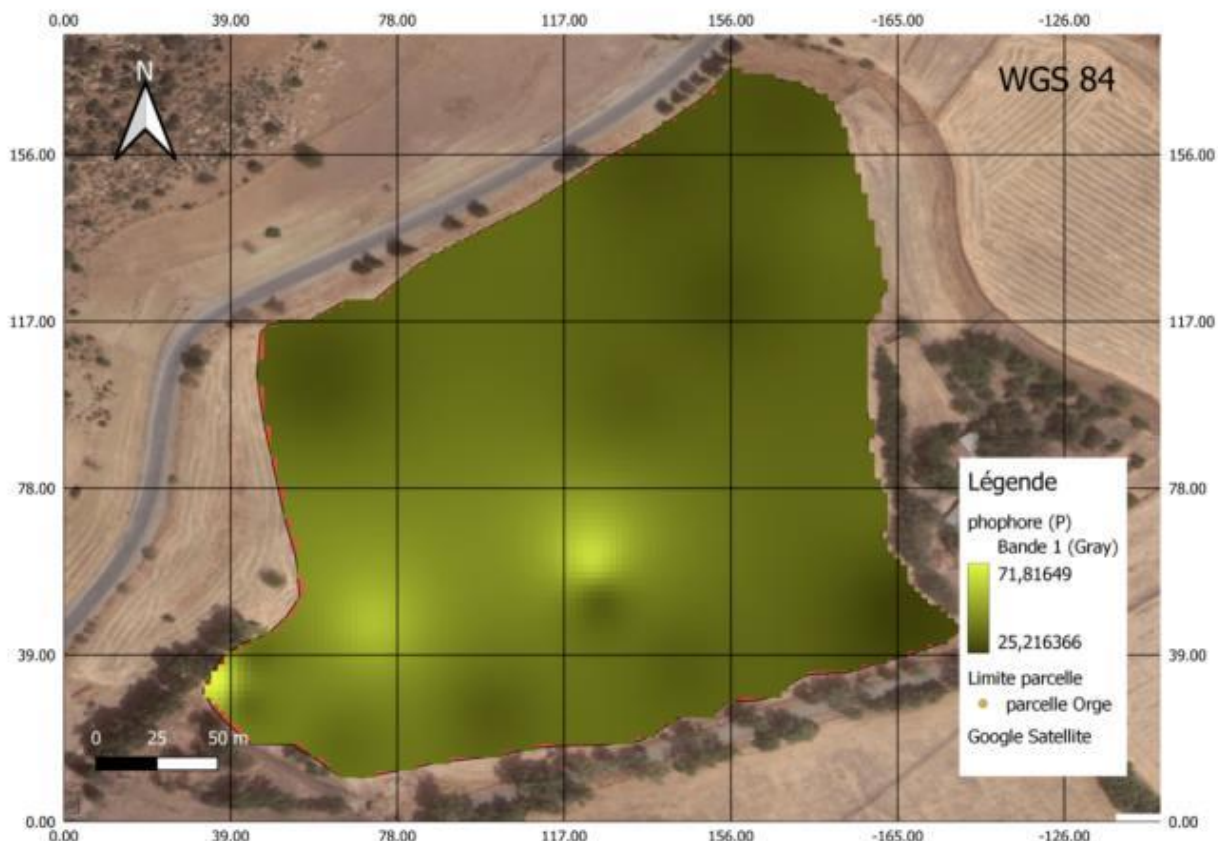 0.00 39.00 78.00 117.00 156.00 -165.00 -126.00
N
WGS 84
156.00 156.00
117.00 117.00
78.00 78.00
Légende
phophore (P)
Bande 1 (Gray)
71,81649
25,216366
39.00 39.00
Limite parcelle
parcelle Orge
Google Satellite
0 25 50 m
0.00 0.00
0.00 39.00 78.00 117.00 156.00 -165.00 -126.00